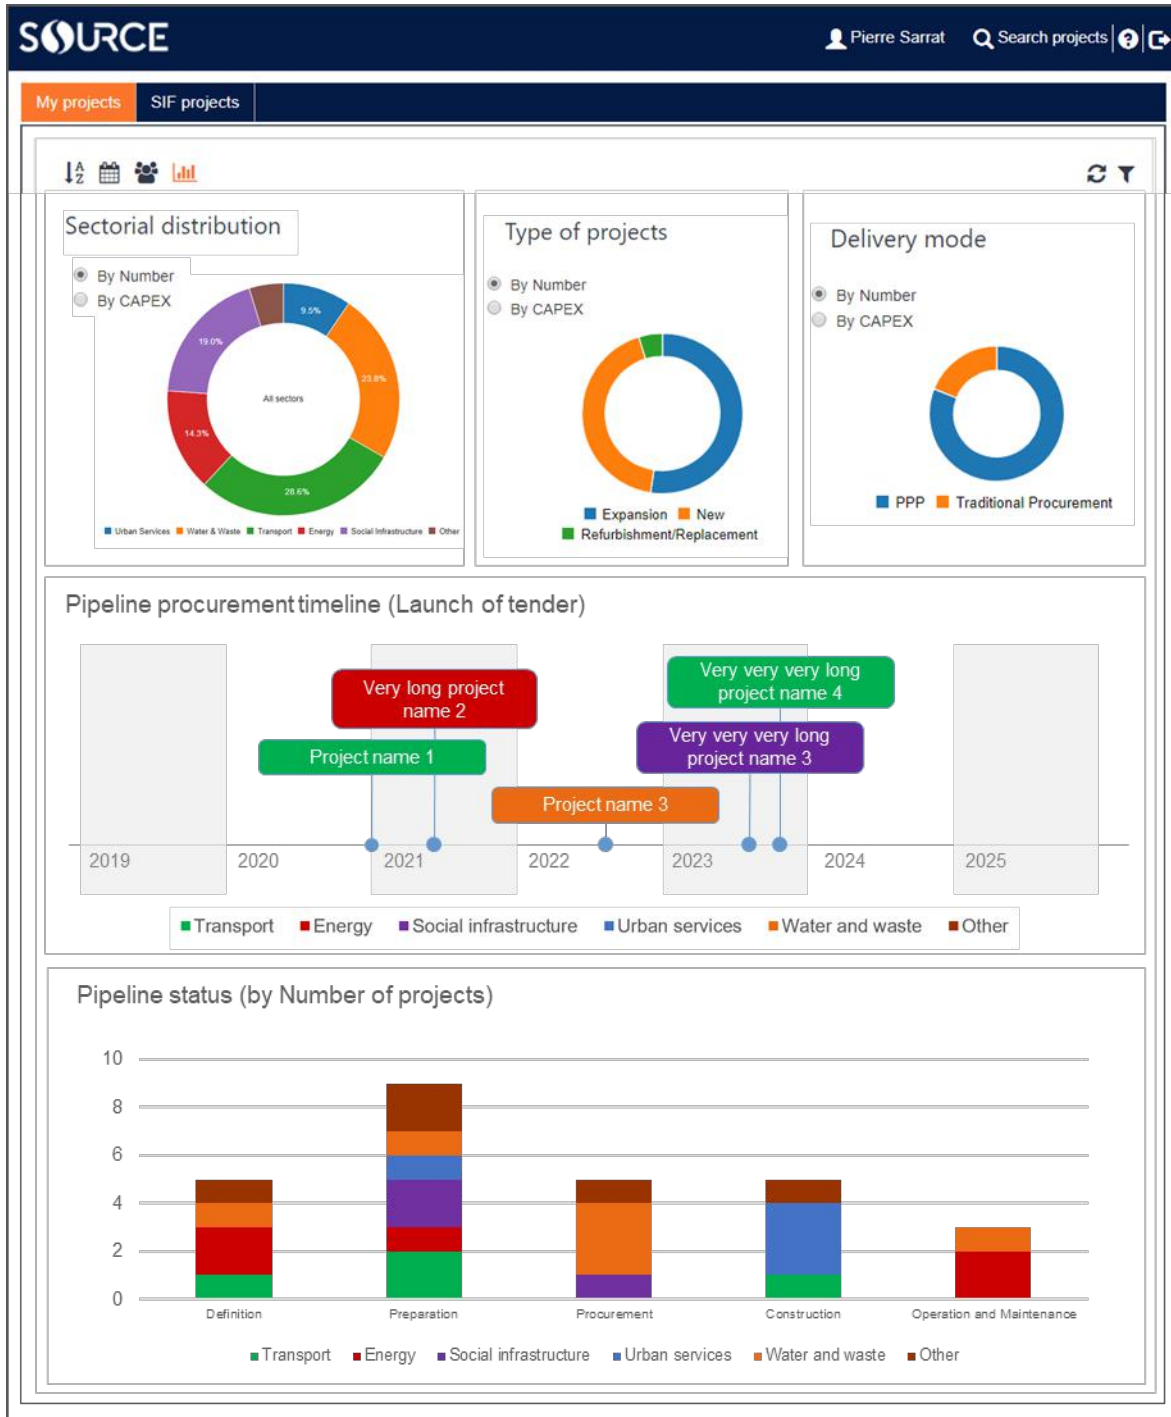 SOURCE
Pierre Sarrat
Search projects
?
My projects
SIF projects
A
Z
Sectorial distribution
By Number
By CAPEX
9.5%
23.8%
28.6%
14.3%
19.0%
All sectors
Urban Services Water & Waste Transport Energy Social Infrastructure Other
Type of projects
By Number
By CAPEX
Expansion New
Refurbishment/Replacement
Delivery mode
By Number
By CAPEX
PPP Traditional Procurement
Pipeline procurement timeline (Launch of tender)
Very long project
name 2
Very very very long
project name 4
Project name 1
Very very very long
project name 3
Project name 3
2019 2020 2021 2022 2023 2024 2025
Transport Energy Social infrastructure Urban services Water and waste Other
Pipeline status (by Number of projects)
10
8
6
4
2
0
Definition Preparation Procurement Construction Operation and Maintenance
Transport Energy Social infrastructure Urban services Water and waste Other